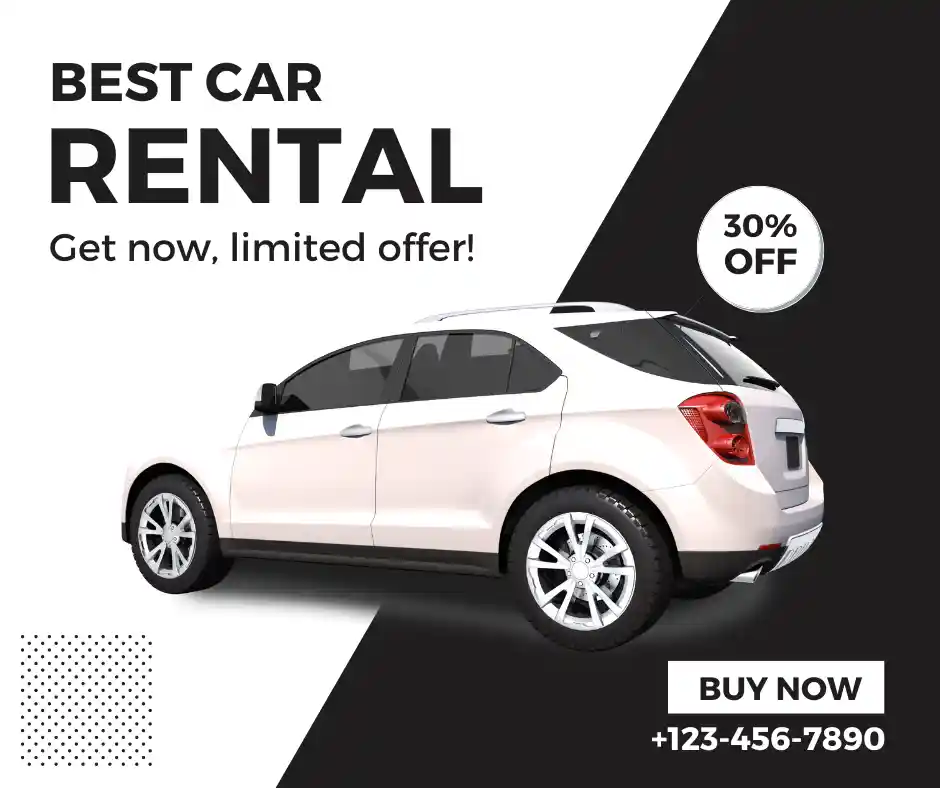 BEST CAR
RENTAL
Get now, limited offer!
30%
OFF
BUY NOW
+123-456-7890